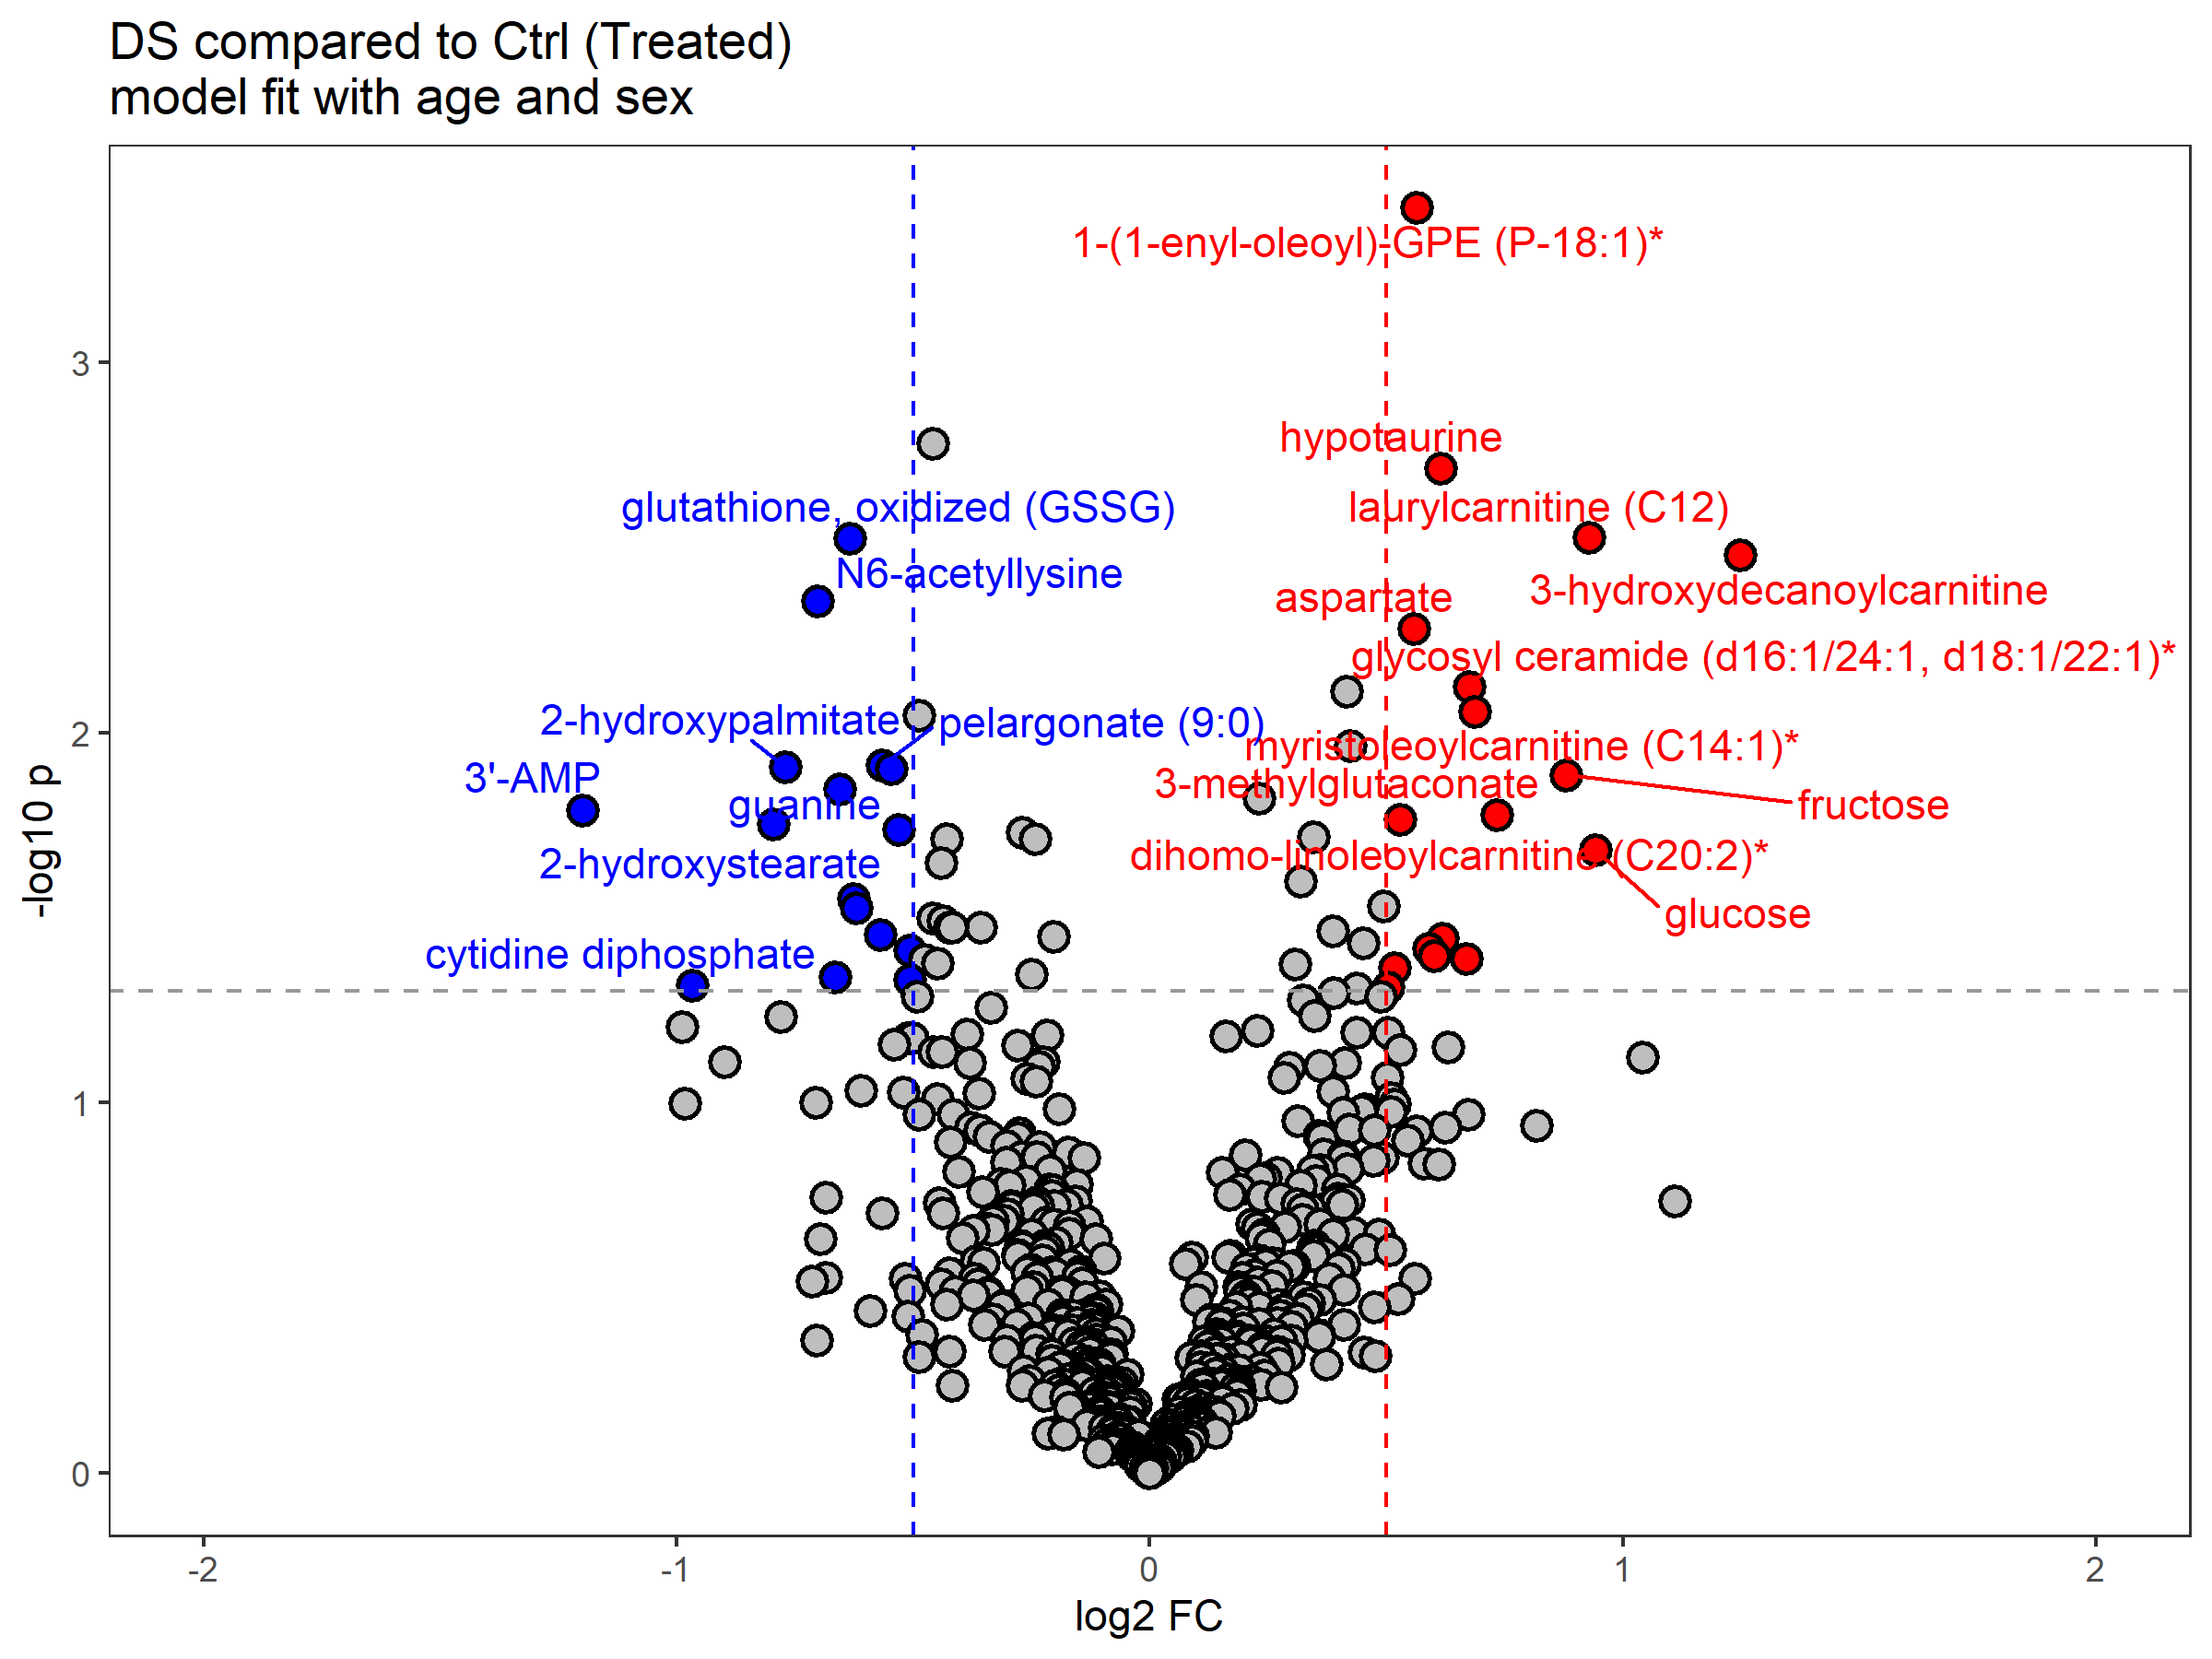 DS compared to Ctrl (Treated)
model fit with age and sex
1-(1-enyl-oleoyl)-GPE (P-18:1)*
3
hypotaurine
glutathione, oxidized (GSSG)
laurylcarnitine (C12)
N6-acetyllysine
3-hydroxydecanoylcarnitine
aspartate
glycosyl ceramide (d16:1/24:1, d18:1/22:1)*
2-hydroxypalmitate
pelargonate (9:0)
2
myristoleoylcarnitine (C14:1)*
3'-AMP
3-methylglutaconate
guanine
fructose
2-hydroxystearate
dihomo-linoleoylcarnitine (C20:2)*
glucose
cytidine diphosphate
-log10 p
1
0
-2
-1
0
1
2
log2 FC